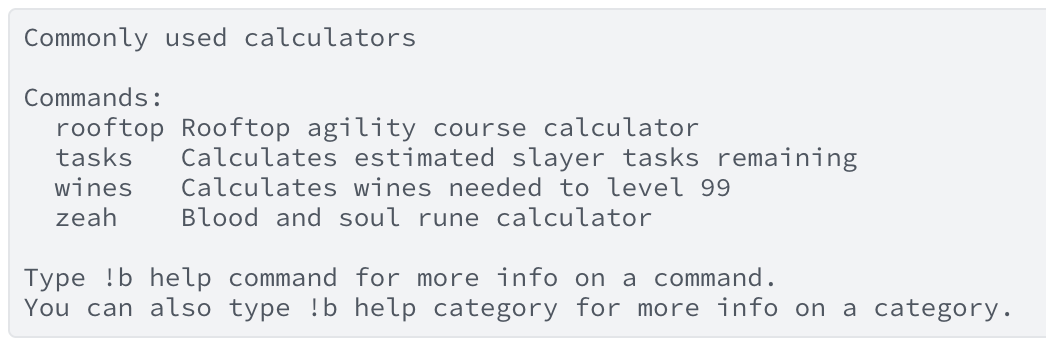 Commonly used calculators

Commands:
  rooftop Rooftop agility course calculator
  tasks   Calculates estimated slayer tasks remaining
  wines   Calculates wines needed to level 99
  zeah    Blood and soul rune calculator

Type !b help command for more info on a command.
You can also type !b help category for more info on a category.